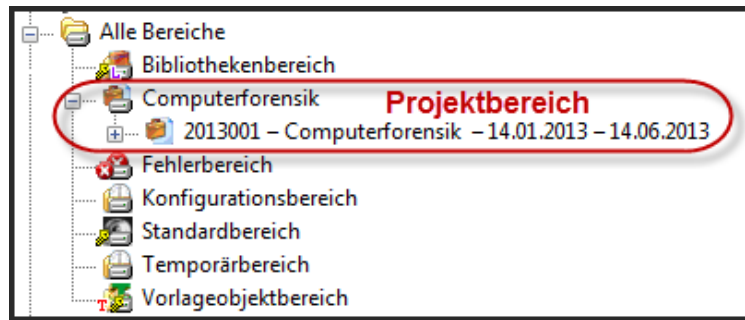 Alle Bereiche
Bibliothekenbereich
Computerforensik Projektbereich
2013001 – Computerforensik – 14.01.2013 – 14.06.2013
Fehlerbereich
Konfigurationsbereich
Standardbereich
Temporärbereich
Vorlageobjektbereich